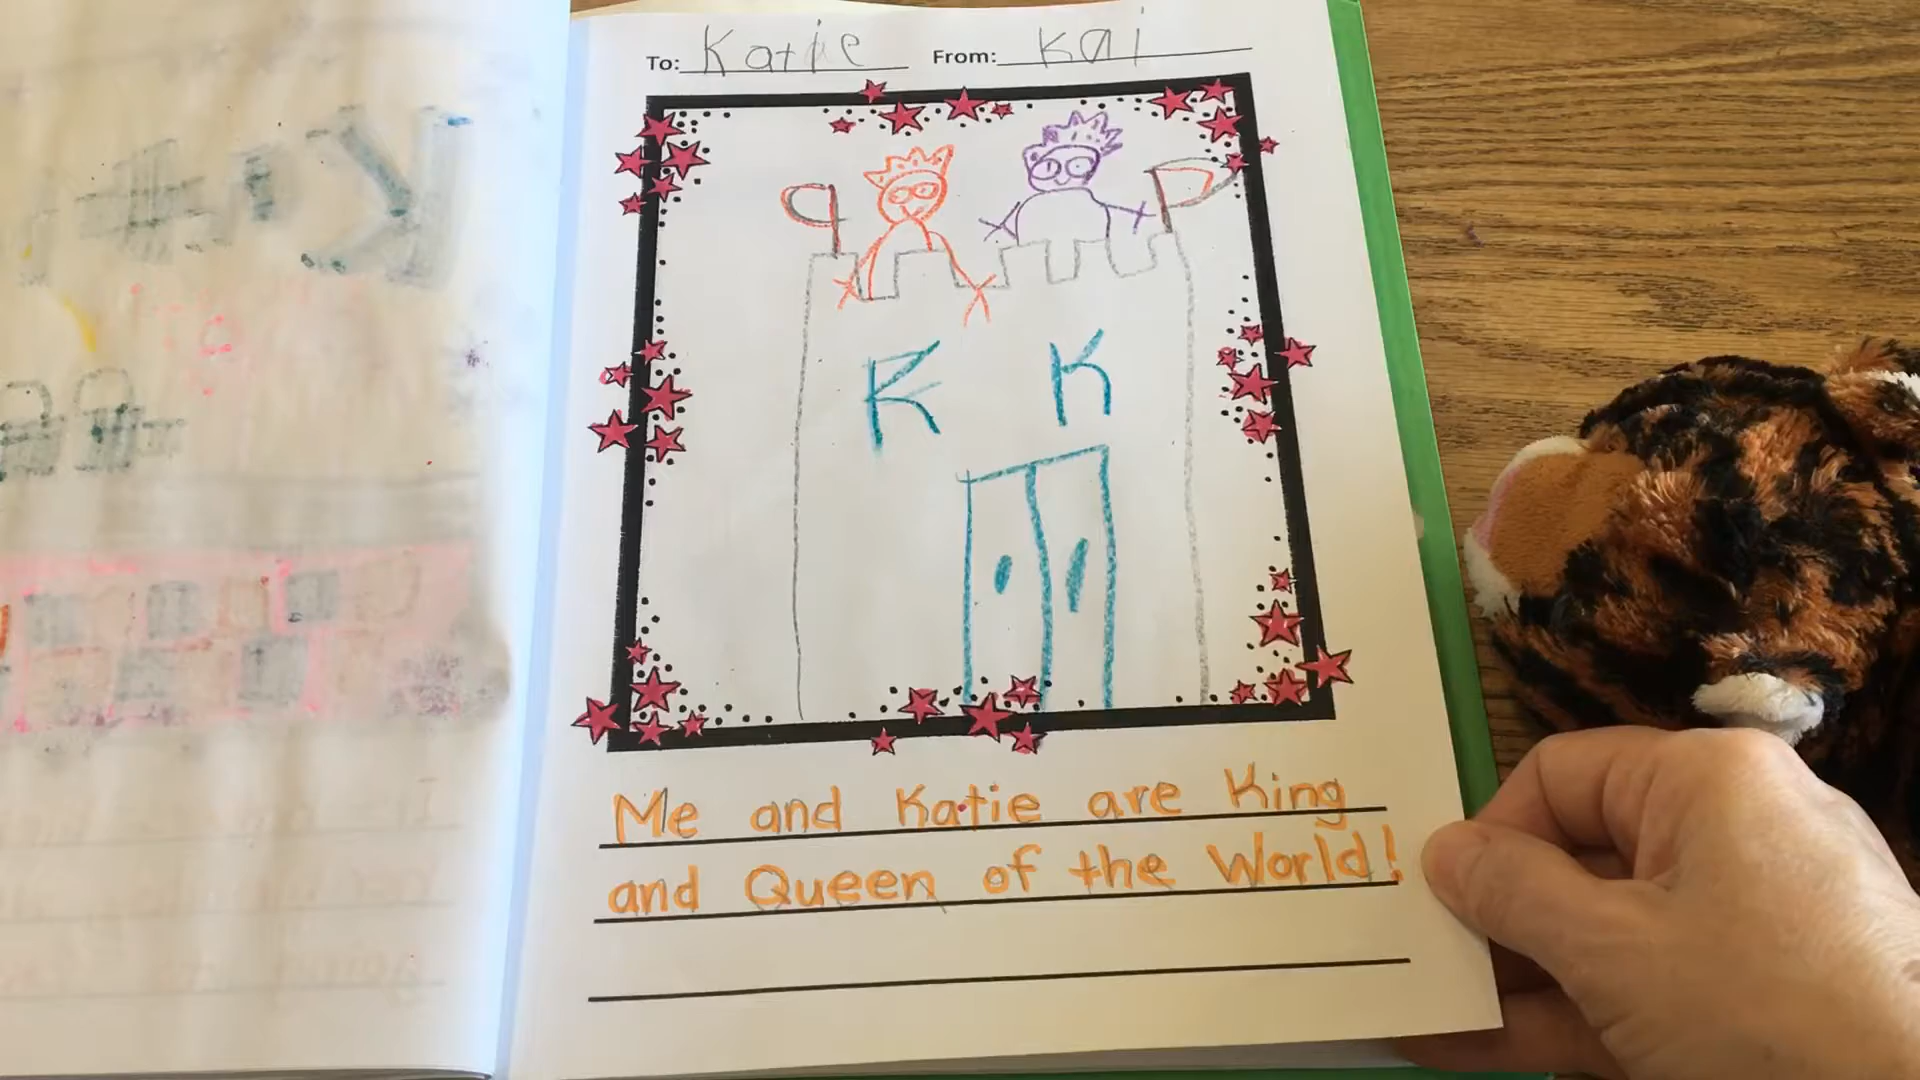 To: Katie From: Kai
K K
Me and Katie are King
and Queen of the World!